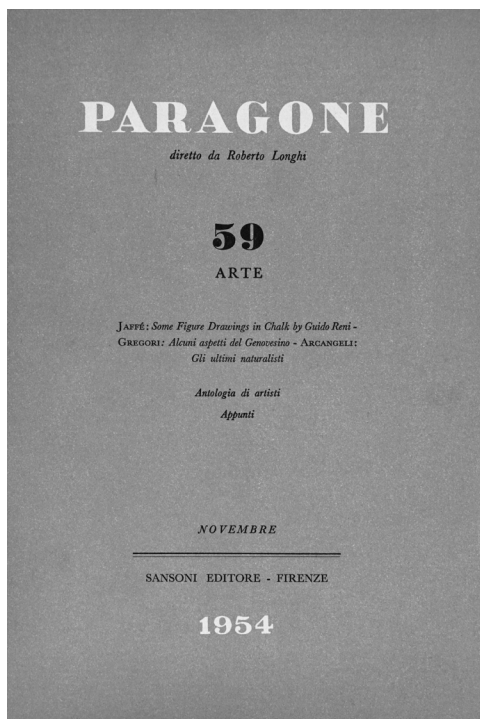 PARAGONE
diretto da Roberto Longhi
59
ARTE
JAFFÉ: Some Figure Drawings in Chalk by Guido Reni -
GREGORI: Alcuni aspetti del Genovesino - ARCANGELI:
Gli ultimi naturalisti
Antologia di artisti
Appunti
NOVEMBRE
SANSONI EDITORE - FIRENZE
1954